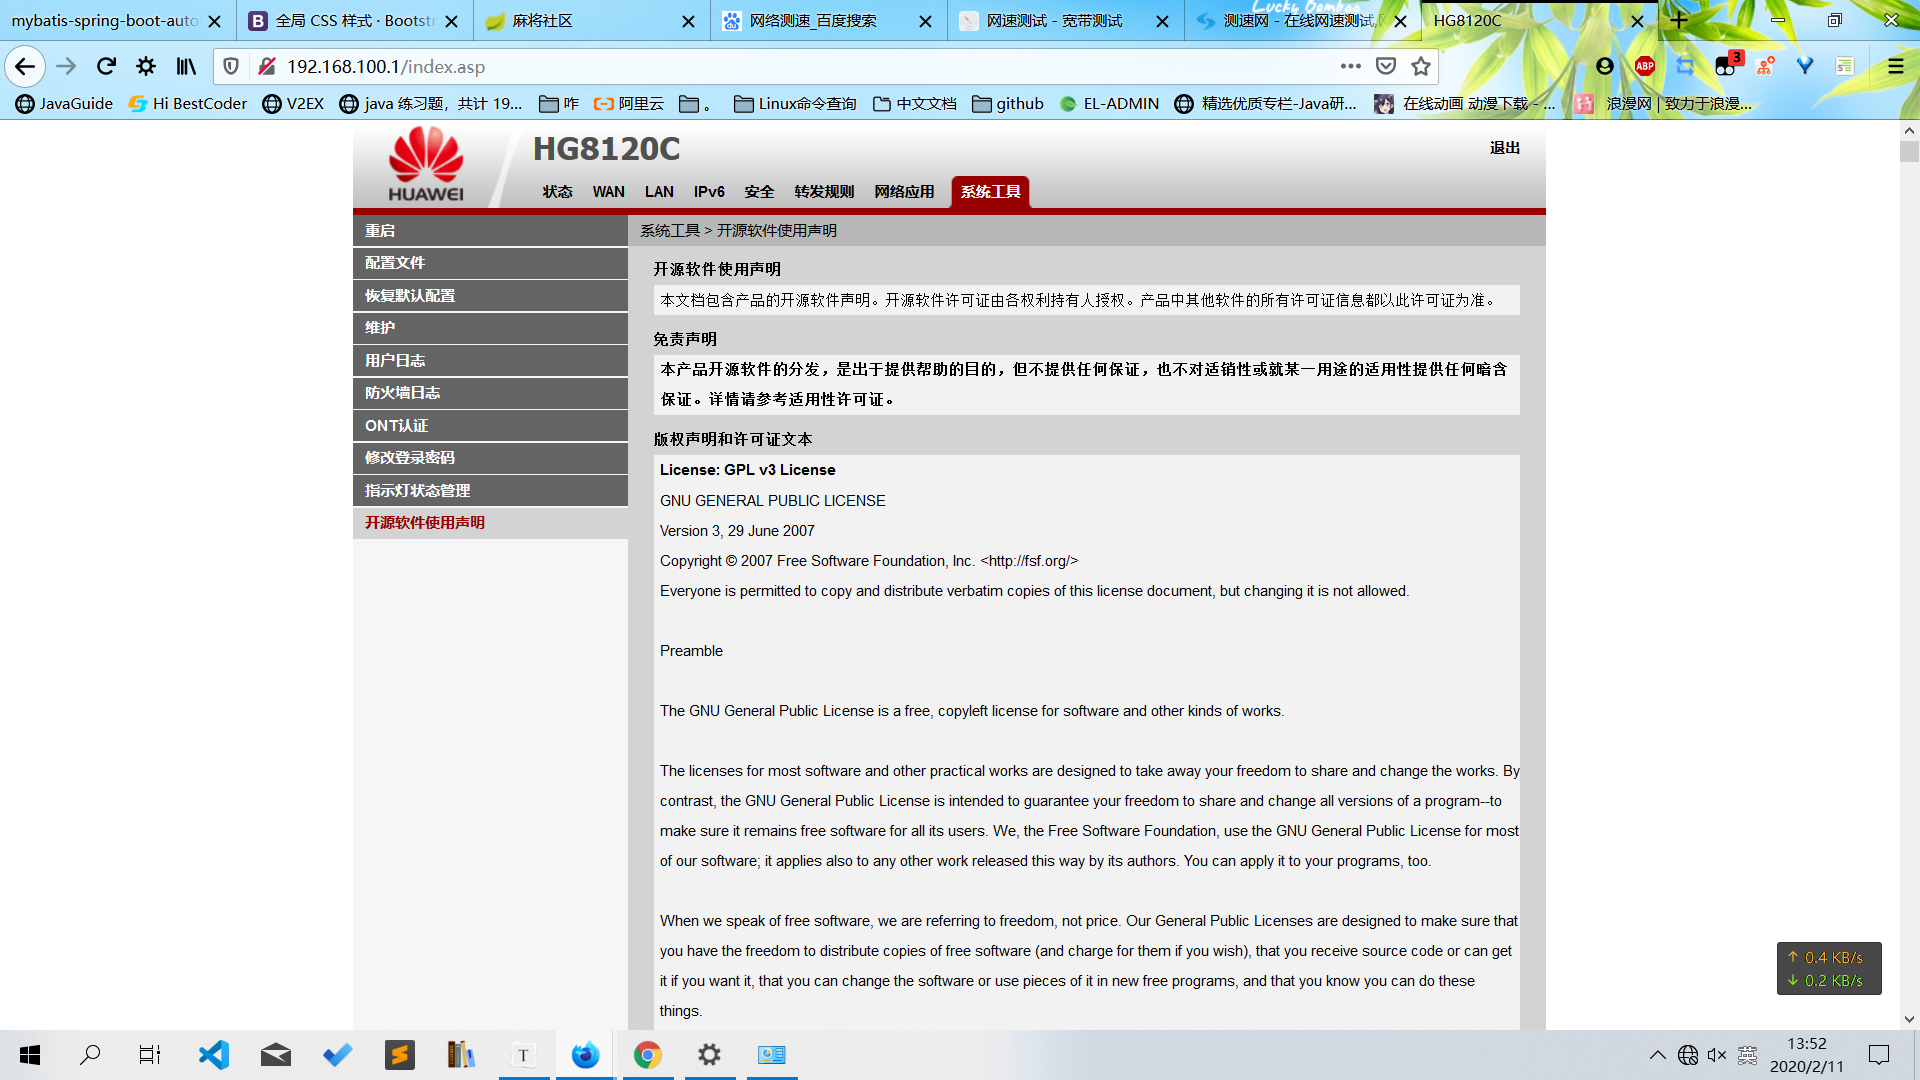 Lucky Bamboo
mybatis-spring-boot-auto
全局 CSS 样式 · Bootstr
麻将社区
网络测速_百度搜索
网速测试 - 宽带测试
测速网 - 在线网速测试,
HG8120C
192.168.100.1/index.asp
ABP
3
JavaGuide
Hi BestCoder
V2EX
java 练习题，共计 19...
咋
阿里云
。
Linux命令查询
中文文档
github
EL-ADMIN
精选优质专栏-Java研...
在线动画 动漫下载 - ...
浪漫网 | 致力于浪漫...
HUAWEI
HG8120C
退出
状态 WAN LAN IPv6 安全 转发规则 网络应用 系统工具
重启
配置文件
恢复默认配置
维护
用户日志
防火墙日志
ONT认证
修改登录密码
指示灯状态管理
开源软件使用声明
系统工具 > 开源软件使用声明
开源软件使用声明
本文档包含产品的开源软件声明。开源软件许可证由各权利持有人授权。产品中其他软件的所有许可证信息都以此许可证为准。
免责声明
本产品开源软件的分发，是出于提供帮助的目的，但不提供任何保证，也不对适销性或就某一用途的适用性提供任何暗含
保证。详情请参考适用性许可证。
版权声明和许可证文本
License: GPL v3 License
GNU GENERAL PUBLIC LICENSE
Version 3, 29 June 2007
Copyright © 2007 Free Software Foundation, Inc. <http://fsf.org/>
Everyone is permitted to copy and distribute verbatim copies of this license document, but changing it is not allowed.
Preamble
The GNU General Public License is a free, copyleft license for software and other kinds of works.
The licenses for most software and other practical works are designed to take away your freedom to share and change the works. By
contrast, the GNU General Public License is intended to guarantee your freedom to share and change all versions of a program--to
make sure it remains free software for all its users. We, the Free Software Foundation, use the GNU General Public License for most
of our software; it applies also to any other work released this way by its authors. You can apply it to your programs, too.
When we speak of free software, we are referring to freedom, not price. Our General Public Licenses are designed to make sure that
you have the freedom to distribute copies of free software (and charge for them if you wish), that you receive source code or can get
it if you want it, that you can change the software or use pieces of it in new free programs, and that you know you can do these
things.
↑ 0.4 KB/s
↓ 0.2 KB/s
T
英
13:52
2020/2/11